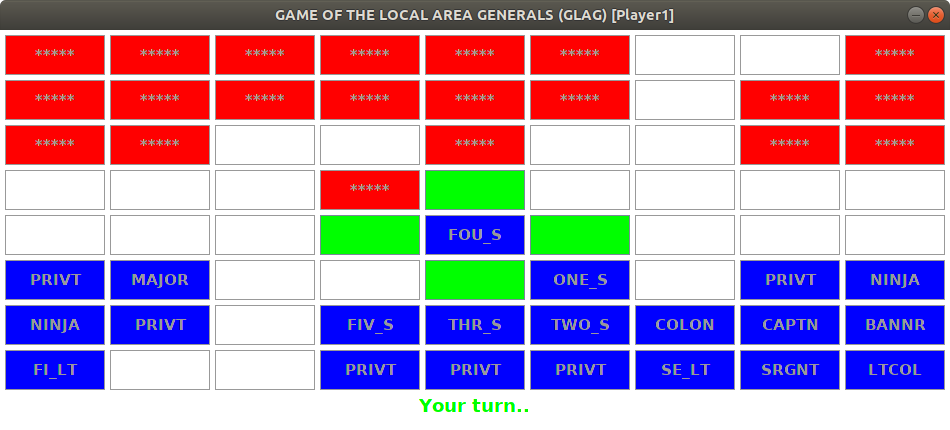 GAME OF THE LOCAL AREA GENERALS (GLAG) [Player1]
***** ***** ***** ***** ***** ***** *****
***** ***** ***** ***** ***** ***** ***** *****
***** ***** ***** ***** *****
*****
FOU_S
PRIVT MAJOR ONE_S PRIVT NINJA
NINJA PRIVT FIV_S THR_S TWO_S COLON CAPTN BANNR
FI_LT PRIVT PRIVT PRIVT SE_LT SRGNT LTCOL
Your turn..